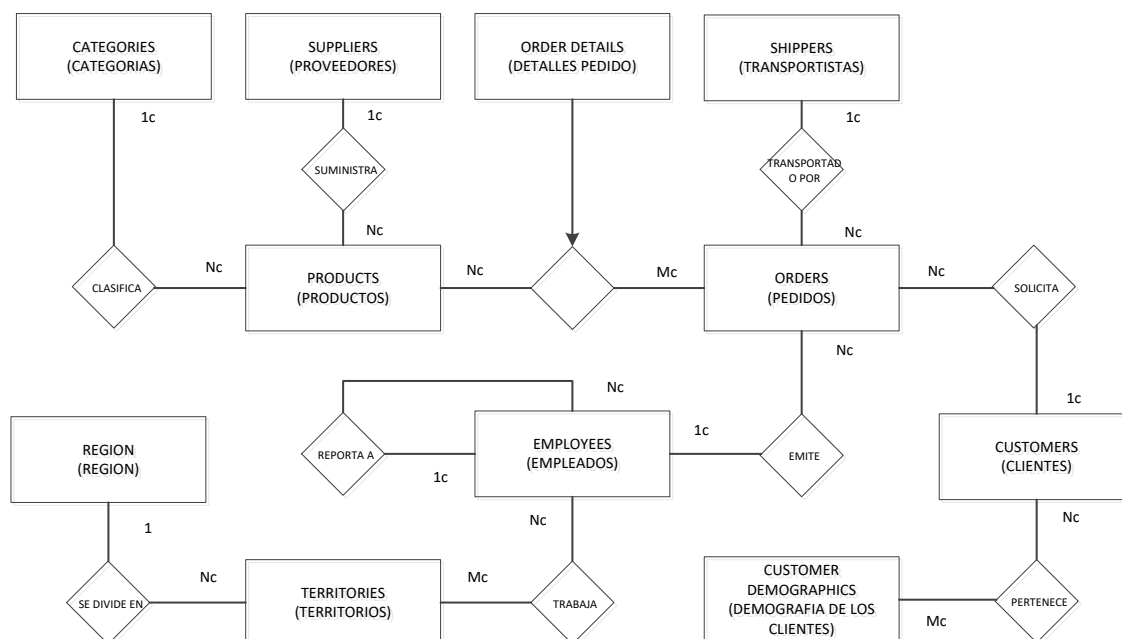 CATEGORIES
(CATEGORIAS)
SUPPLIERS
(PROVEEDORES)
ORDER DETAILS
(DETALLES PEDIDO)
SHIPPERS
(TRANSPORTISTAS)
1c
1c
1c
SUMINISTRA
TRANSPORTAD
O POR
Nc
Nc
CLASIFICA
Nc
PRODUCTS
(PRODUCTOS)
Nc
Mc
ORDERS
(PEDIDOS)
Nc
SOLICITA
Nc
Nc
1c
REGION
(REGION)
REPORTA A
1c
EMPLOYEES
(EMPLEADOS)
1c
EMITE
CUSTOMERS
(CLIENTES)
1
Nc
Nc
SE DIVIDE EN
Nc
TERRITORIES
(TERRITORIOS)
Mc
TRABAJA
CUSTOMER
DEMOGRAPHICS
(DEMOGRAFIA DE LOS
CLIENTES)
Mc
PERTENECE